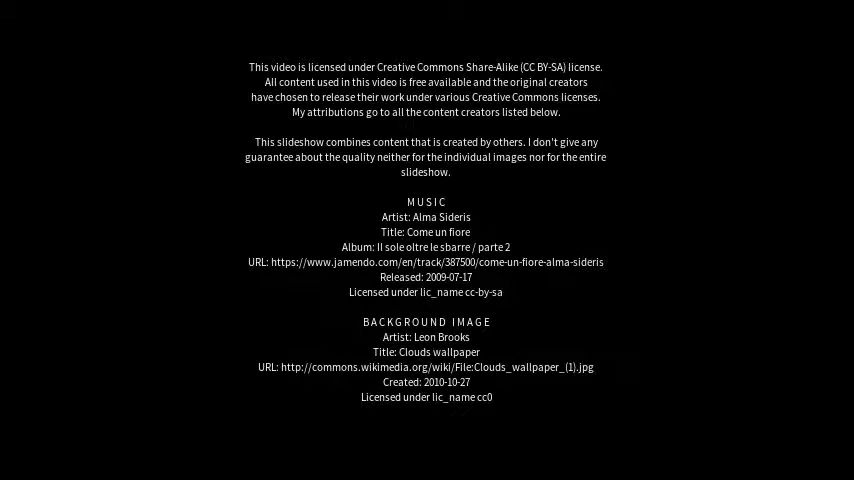 This video is licensed under Creative Commons Share-Alike (CC BY-SA) license.
All content used in this video is free available and the original creators
have chosen to release their work under various Creative Commons licenses.
My attributions go to all the content creators listed below.
This slideshow combines content that is created by others. I don't give any
guarantee about the quality neither for the individual images nor for the entire
slideshow.
MUSIC
Artist: Alma Sideris
Title: Come un fiore
Album: Il sole oltre le sbarre / parte 2
URL: https://www.jamendo.com/en/track/387500/come-un-fiore-alma-sideris
Released: 2009-07-17
Licensed under lic_name cc-by-sa
BACKGROUND IMAGE
Artist: Leon Brooks
Title: Clouds wallpaper
URL: http://commons.wikimedia.org/wiki/File:Clouds_wallpaper_(1).jpg
Created: 2010-10-27
Licensed under lic_name cc0